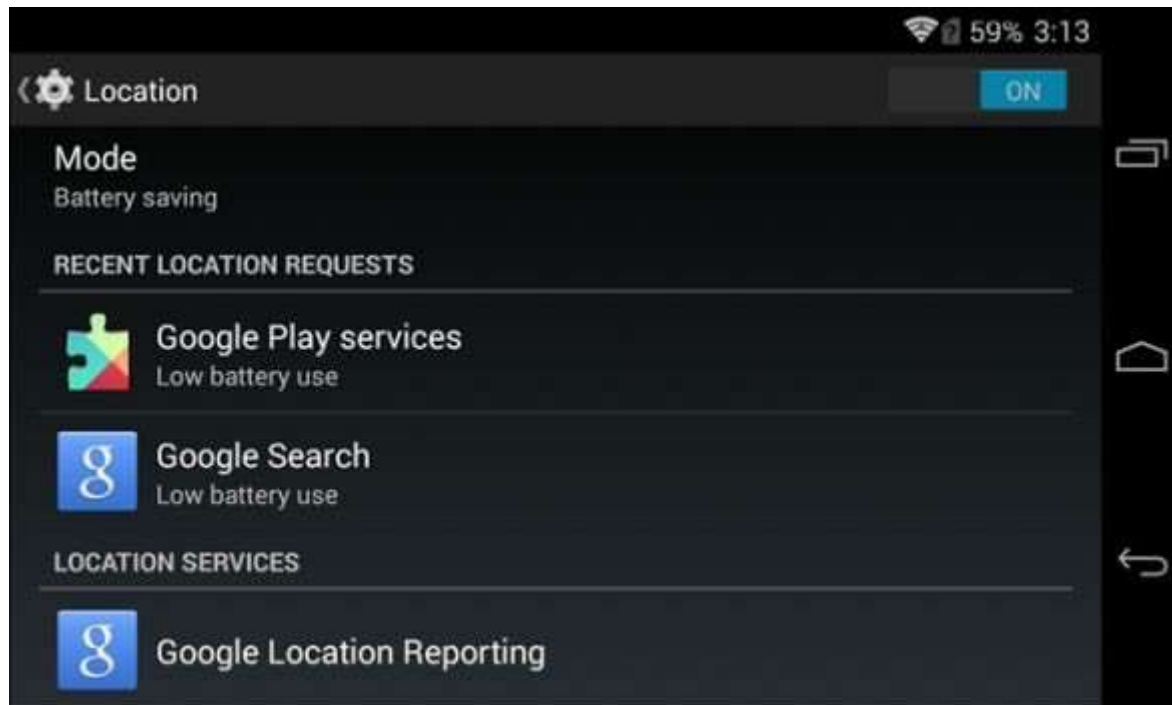 59% 3:13
Location
ON
Mode
Battery saving
RECENT LOCATION REQUESTS
Google Play services
Low battery use
g
Google Search
Low battery use
LOCATION SERVICES
g
Google Location Reporting